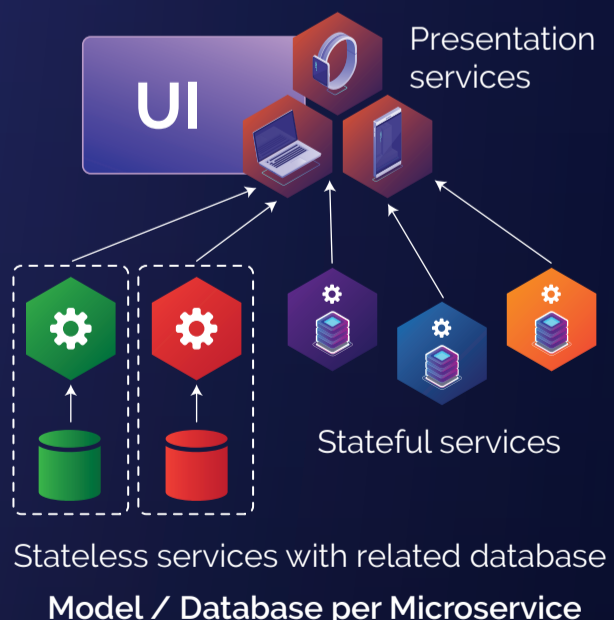 UI
Presentation
services
Stateful services
Stateless services with related database
Model / Database per Microservice